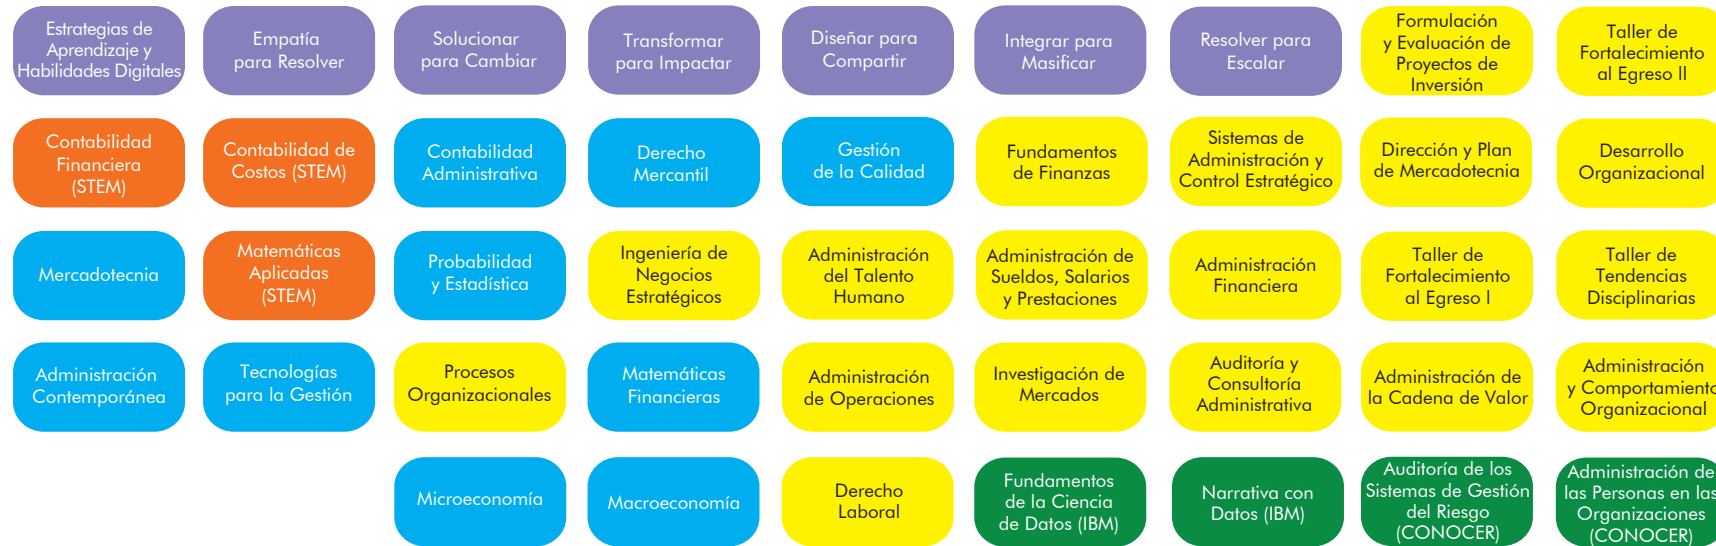 Estrategias de
Aprendizaje y
Habilidades Digitales
Empatía
para Resolver
Solucionar
para Cambiar
Transformar
para Impactar
Diseñar para
Compartir
Integrar para
Masificar
Resolver para
Escalar
Formulación
y Evaluación de
Proyectos de
Inversión
Taller de
Fortalecimiento
al Egreso II
Contabilidad
Financiera
(STEM)
Contabilidad de
Costos (STEM)
Contabilidad
Administrativa
Derecho
Mercantil
Gestión
de la Calidad
Fundamentos
de Finanzas
Sistemas de
Administración y
Control Estratégico
Dirección y Plan
de Mercadotecnia
Desarrollo
Organizacional
Mercadotecnia
Matemáticas
Aplicadas
(STEM)
Probabilidad
y Estadística
Ingeniería de
Negocios
Estratégicos
Administración
del Talento
Humano
Administración de
Sueldos, Salarios
y Prestaciones
Administración
Financiera
Taller de
Fortalecimiento
al Egreso I
Taller de
Tendencias
Disciplinarias
Administración
Contemporánea
Tecnologías
para la Gestión
Procesos
Organizacionales
Matemáticas
Financieras
Administración
de Operaciones
Investigación de
Mercados
Auditoría y
Consultoría
Administrativa
Administración de
la Cadena de Valor
Administración
y Comportamiento
Organizacional
Microeconomía
Macroeconomía
Derecho
Laboral
Fundamentos
de la Ciencia
de Datos (IBM)
Narrativa con
Datos (IBM)
Auditoría de los
Sistemas de Gestión
del Riesgo
(CONOCER)
Administración de
las Personas en las
Organizaciones
(CONOCER)